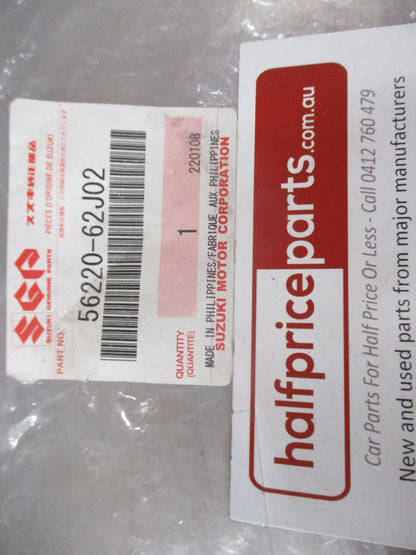 スズキ純正部品
PIÈCES D'ORIGINE DE SUZUKI
SGP
SUZUKI GENUINE PARTS
PART NO.
56220-62J02
QUANTITY
(QUANTITÉ)
1
220108
MADE IN PHILIPPINES/FABRIQUE AUX PHILIPPINES
SUZUKI MOTOR CORPORATION
halfpriceparts.com.au
Car Parts For Half Price Or Less - Call 0412 760 479
New and used parts from major manufacturers